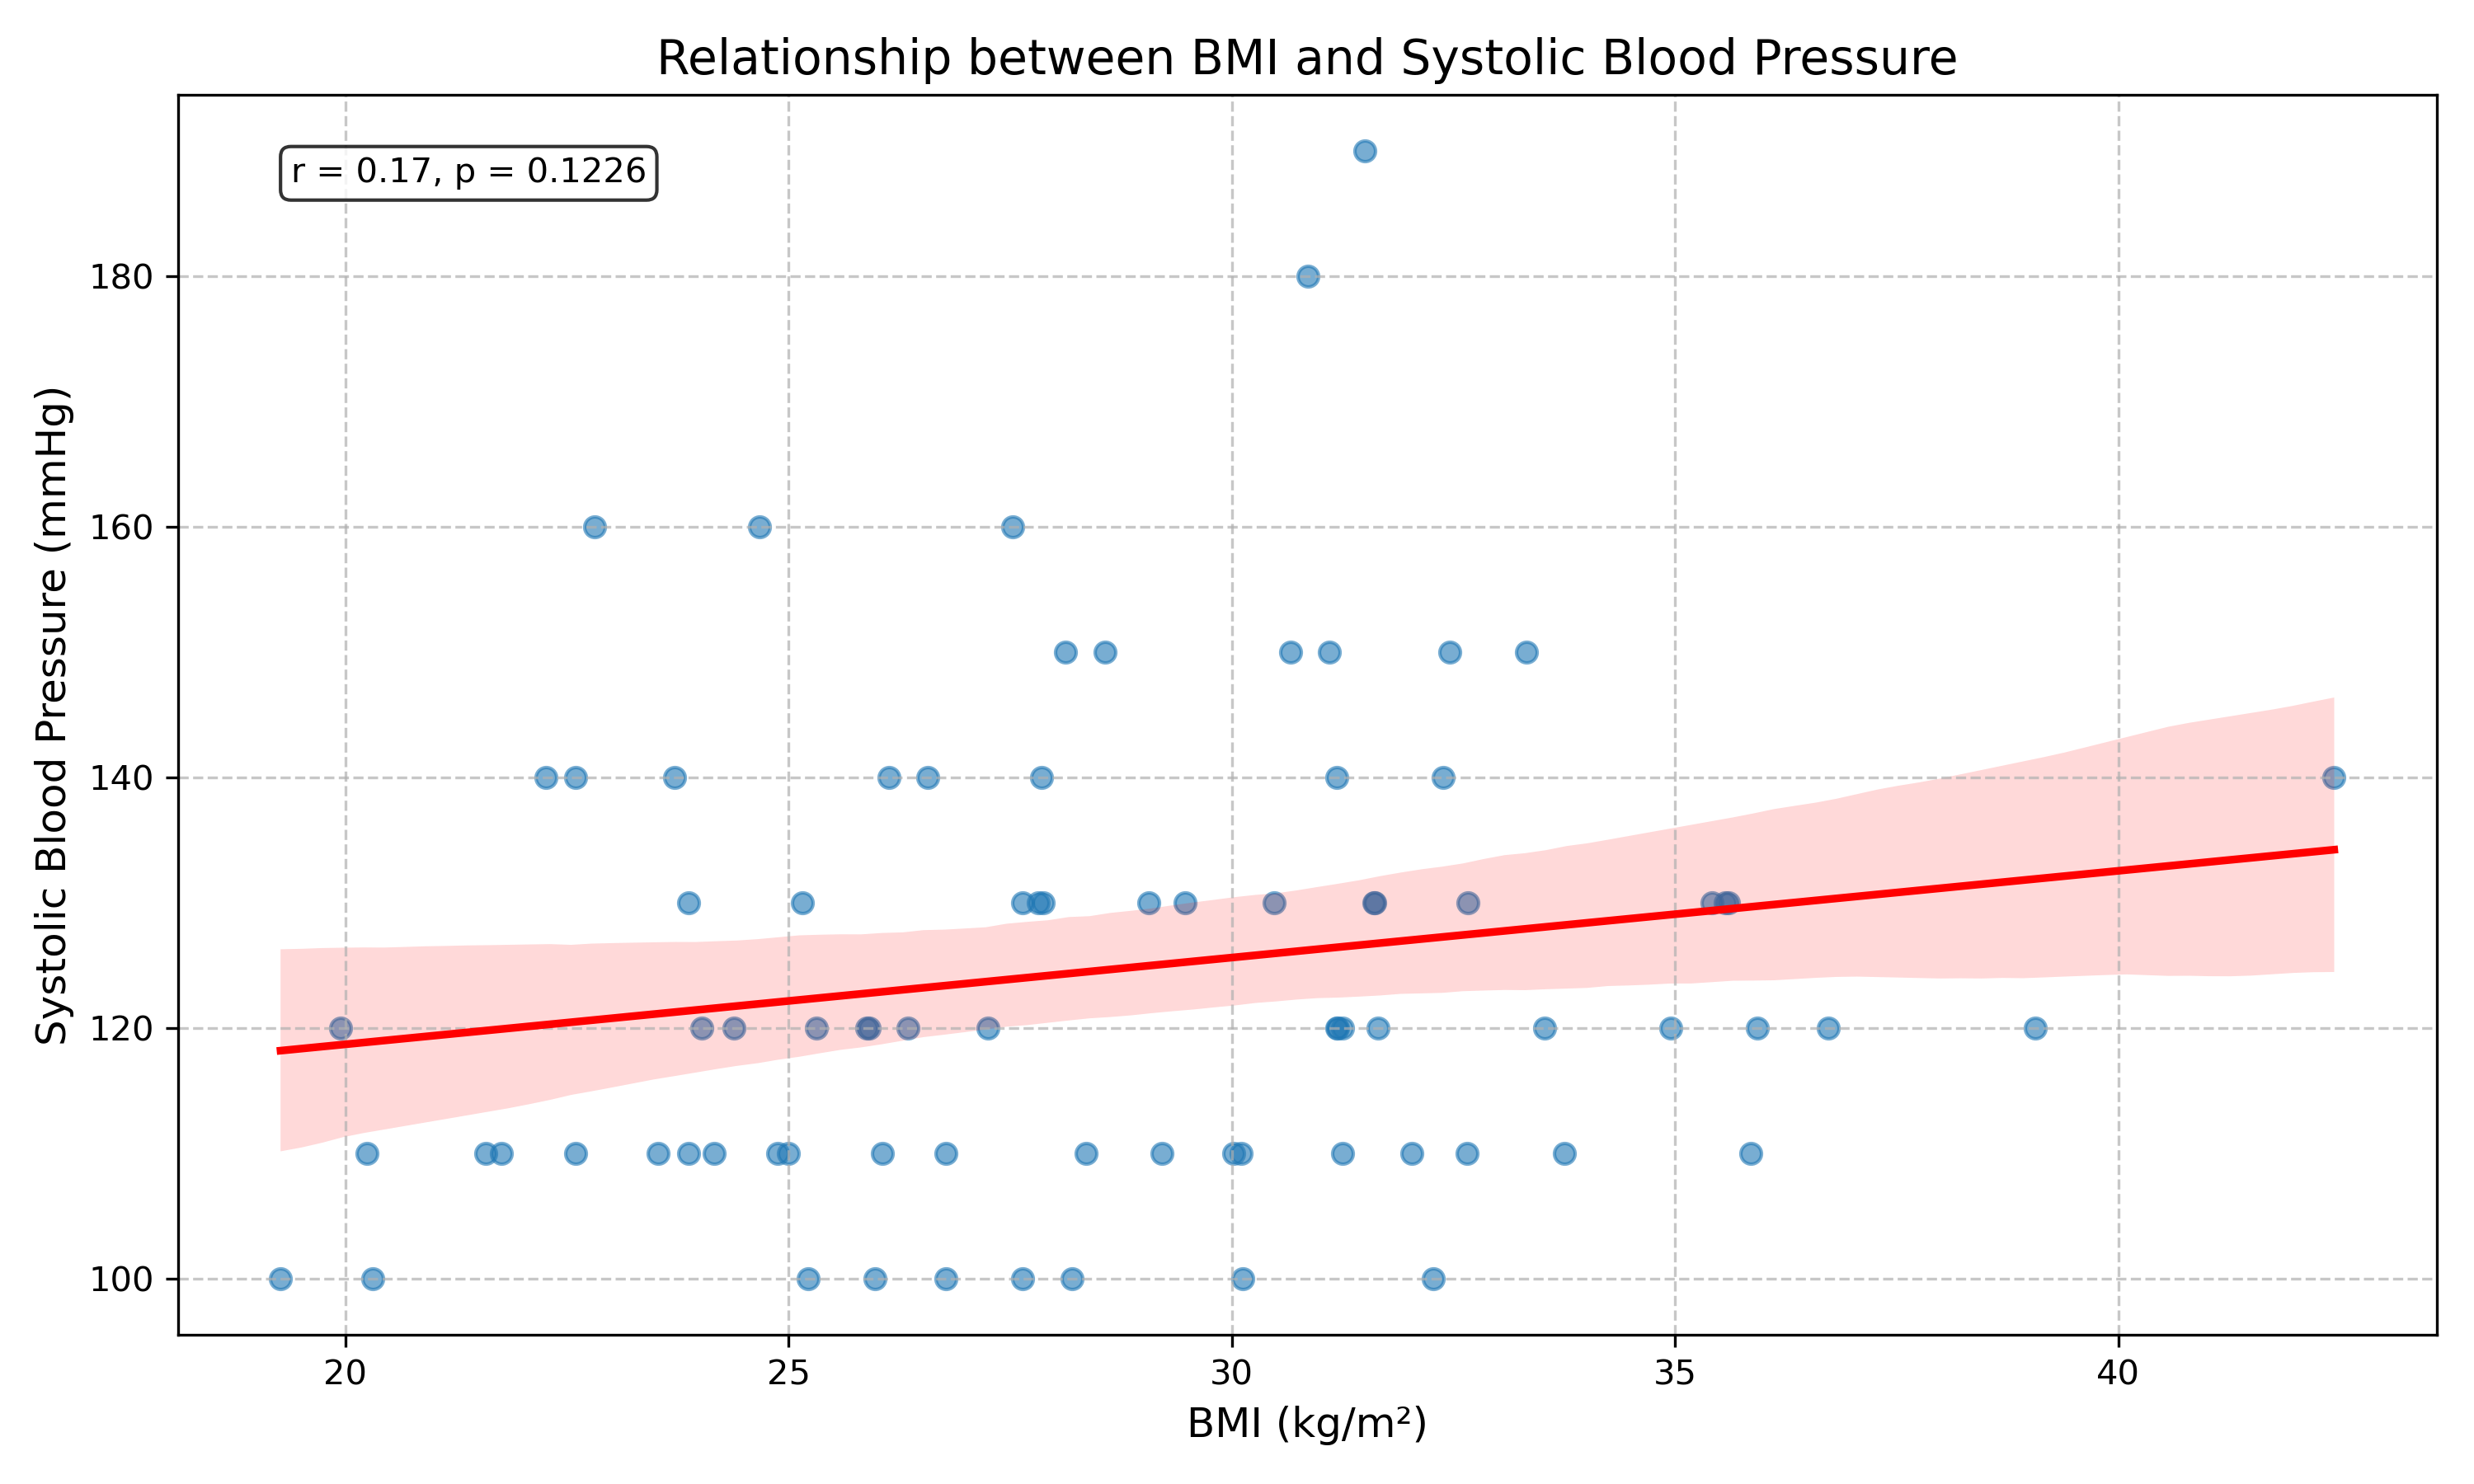 Relationship between BMI and Systolic Blood Pressure
r = 0.17, p = 0.1226
Systolic Blood Pressure (mmHg)
180
160
140
120
100
20 25 30 35 40
BMI (kg/m²)